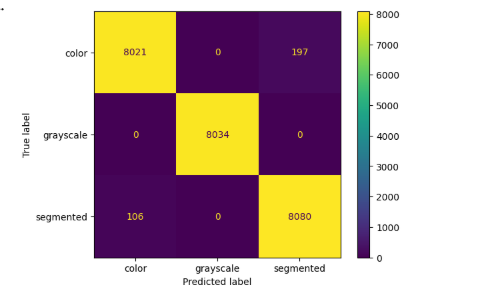 color 8021 0 197
grayscale 0 8034 0
segmented 106 0 8080
True label
color grayscale segmented
Predicted label
8000
7000
6000
5000
4000
3000
2000
1000
0